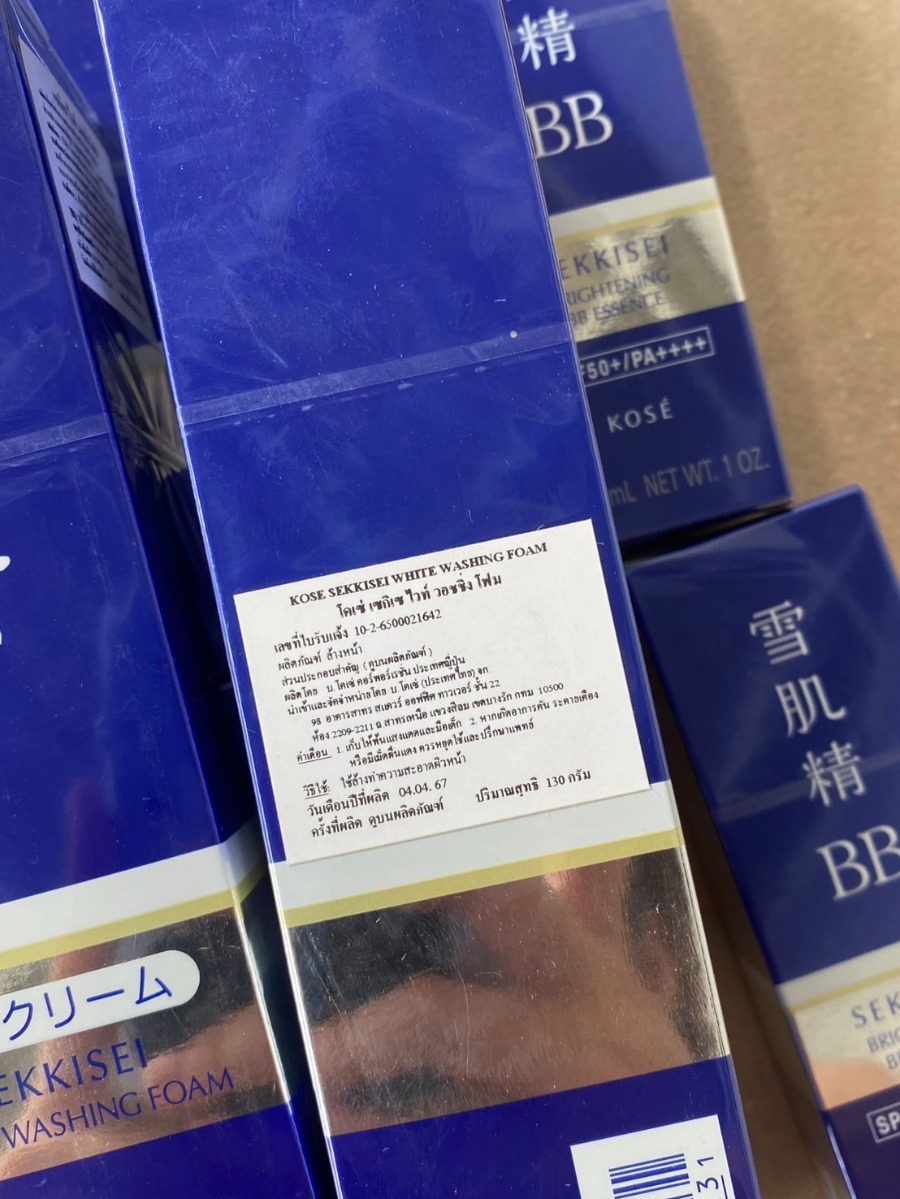 精
BB
EKKISEI
RIGHTENING
BB ESSENCE
F50+/PA++++
KOSÉ
mL NET WT. 1 OZ.
KOSE SEKKISEI WHITE WASHING FOAM
โคเซ่ เซกิเซ ไวท์ วอชชิ่ง โฟม
เลขที่ใบรับแจ้ง 10-2-6500021642
ผลิตภัณฑ์ ล้างหน้า
ส่วนประกอบสำคัญ ( ดูบนผลิตภัณฑ์ )
ผลิตโดย บ.โคเซ่ คอร์พอร์เรชั่น ประเทศญี่ปุ่น
นำเข้าและจัดจำหน่ายโดย บ.โคเซ่ (ประเทศไทย) จก.
98 อาคารสาทร สแควร์ ออฟฟิศ ทาวเวอร์ ชั้น 22
ห้อง 2209-2211 ถ.สาทรเหนือ แขวงสีลม เขตบางรัก กทม 10500
คำเตือน 1. เก็บให้พ้นแสงแดดและมือเด็ก 2. หากเกิดอาการคัน ระคายเคือง
หรือมีเม็ดผื่นแดง ควรหยุดใช้และปรึกษาแพทย์
วิธีใช้: ใช้ล้างทำความสะอาดผิวหน้า
วันเดือนปีที่ผลิต 04.04. 67 ปริมาณสุทธิ 130 กรัม
ครั้งที่ผลิต ดูบนผลิตภัณฑ์
雪
肌
精
BB
SEK
BRIG
SP
クリーム
EKKISEI
WASHING FOAM
31